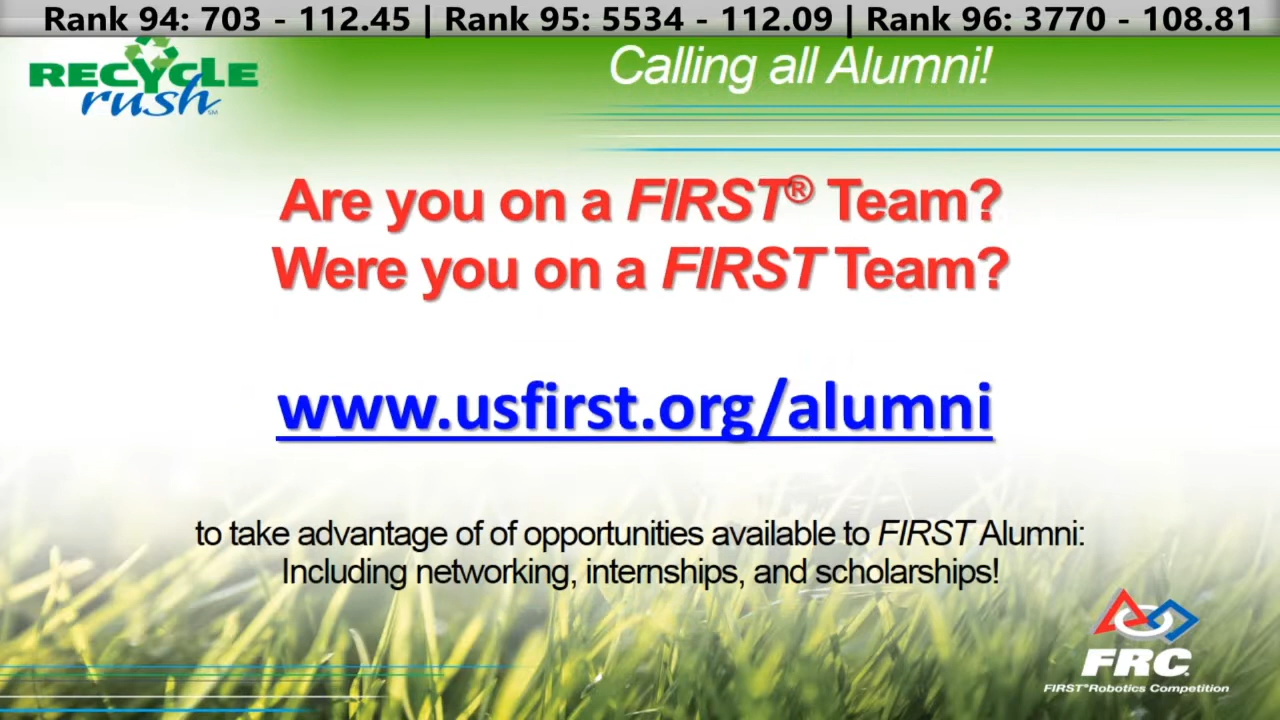 Rank 94: 703 - 112.45 | Rank 95: 5534 - 112.09 | Rank 96: 3770 - 108.81
RECYCLE
rush SM
Calling all Alumni!
Are you on a FIRST® Team?
Were you on a FIRST Team?
www.usfirst.org/alumni
to take advantage of of opportunities available to FIRST Alumni:
Including networking, internships, and scholarships!
FRC
FIRST® Robotics Competition